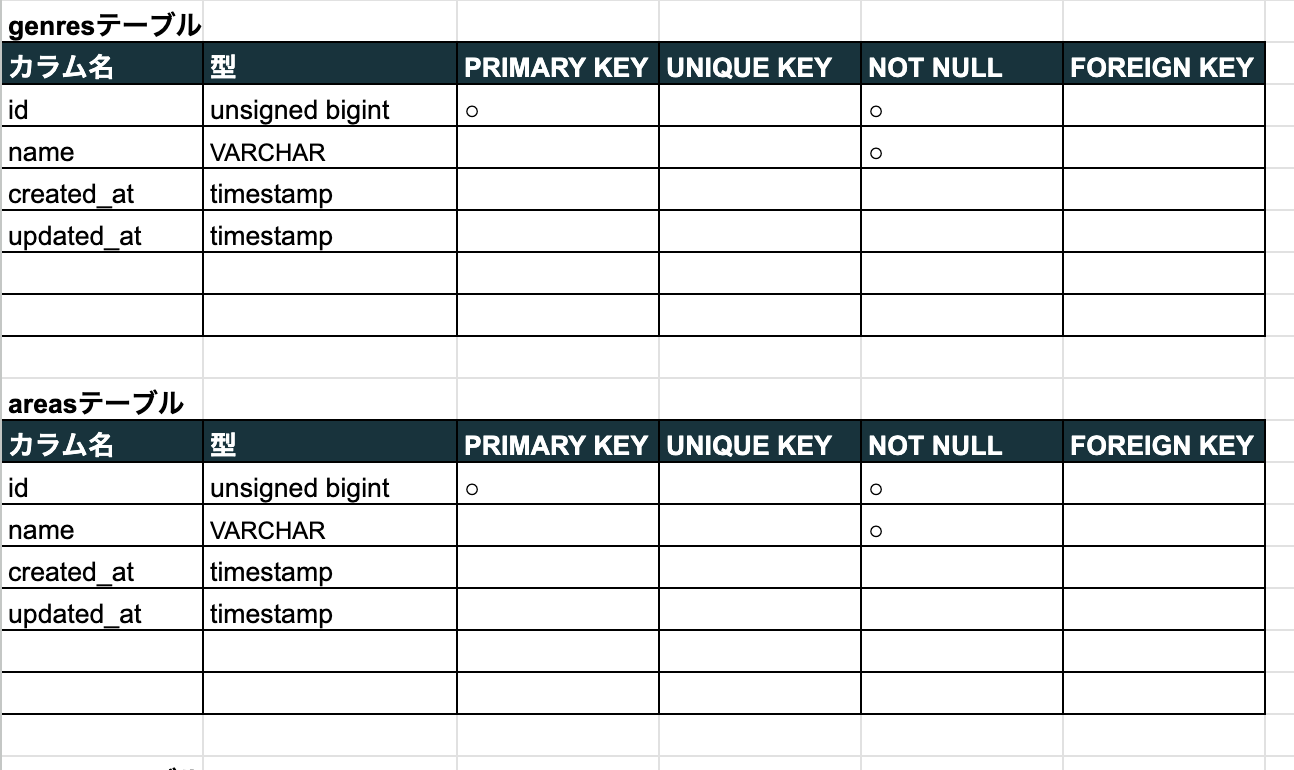 genresテーブル
カラム名 型 PRIMARY KEY UNIQUE KEY NOT NULL FOREIGN KEY
id unsigned bigint ○ ○
name VARCHAR ○
created_at timestamp
updated_at timestamp
areasテーブル
カラム名 型 PRIMARY KEY UNIQUE KEY NOT NULL FOREIGN KEY
id unsigned bigint ○ ○
name VARCHAR ○
created_at timestamp
updated_at timestamp